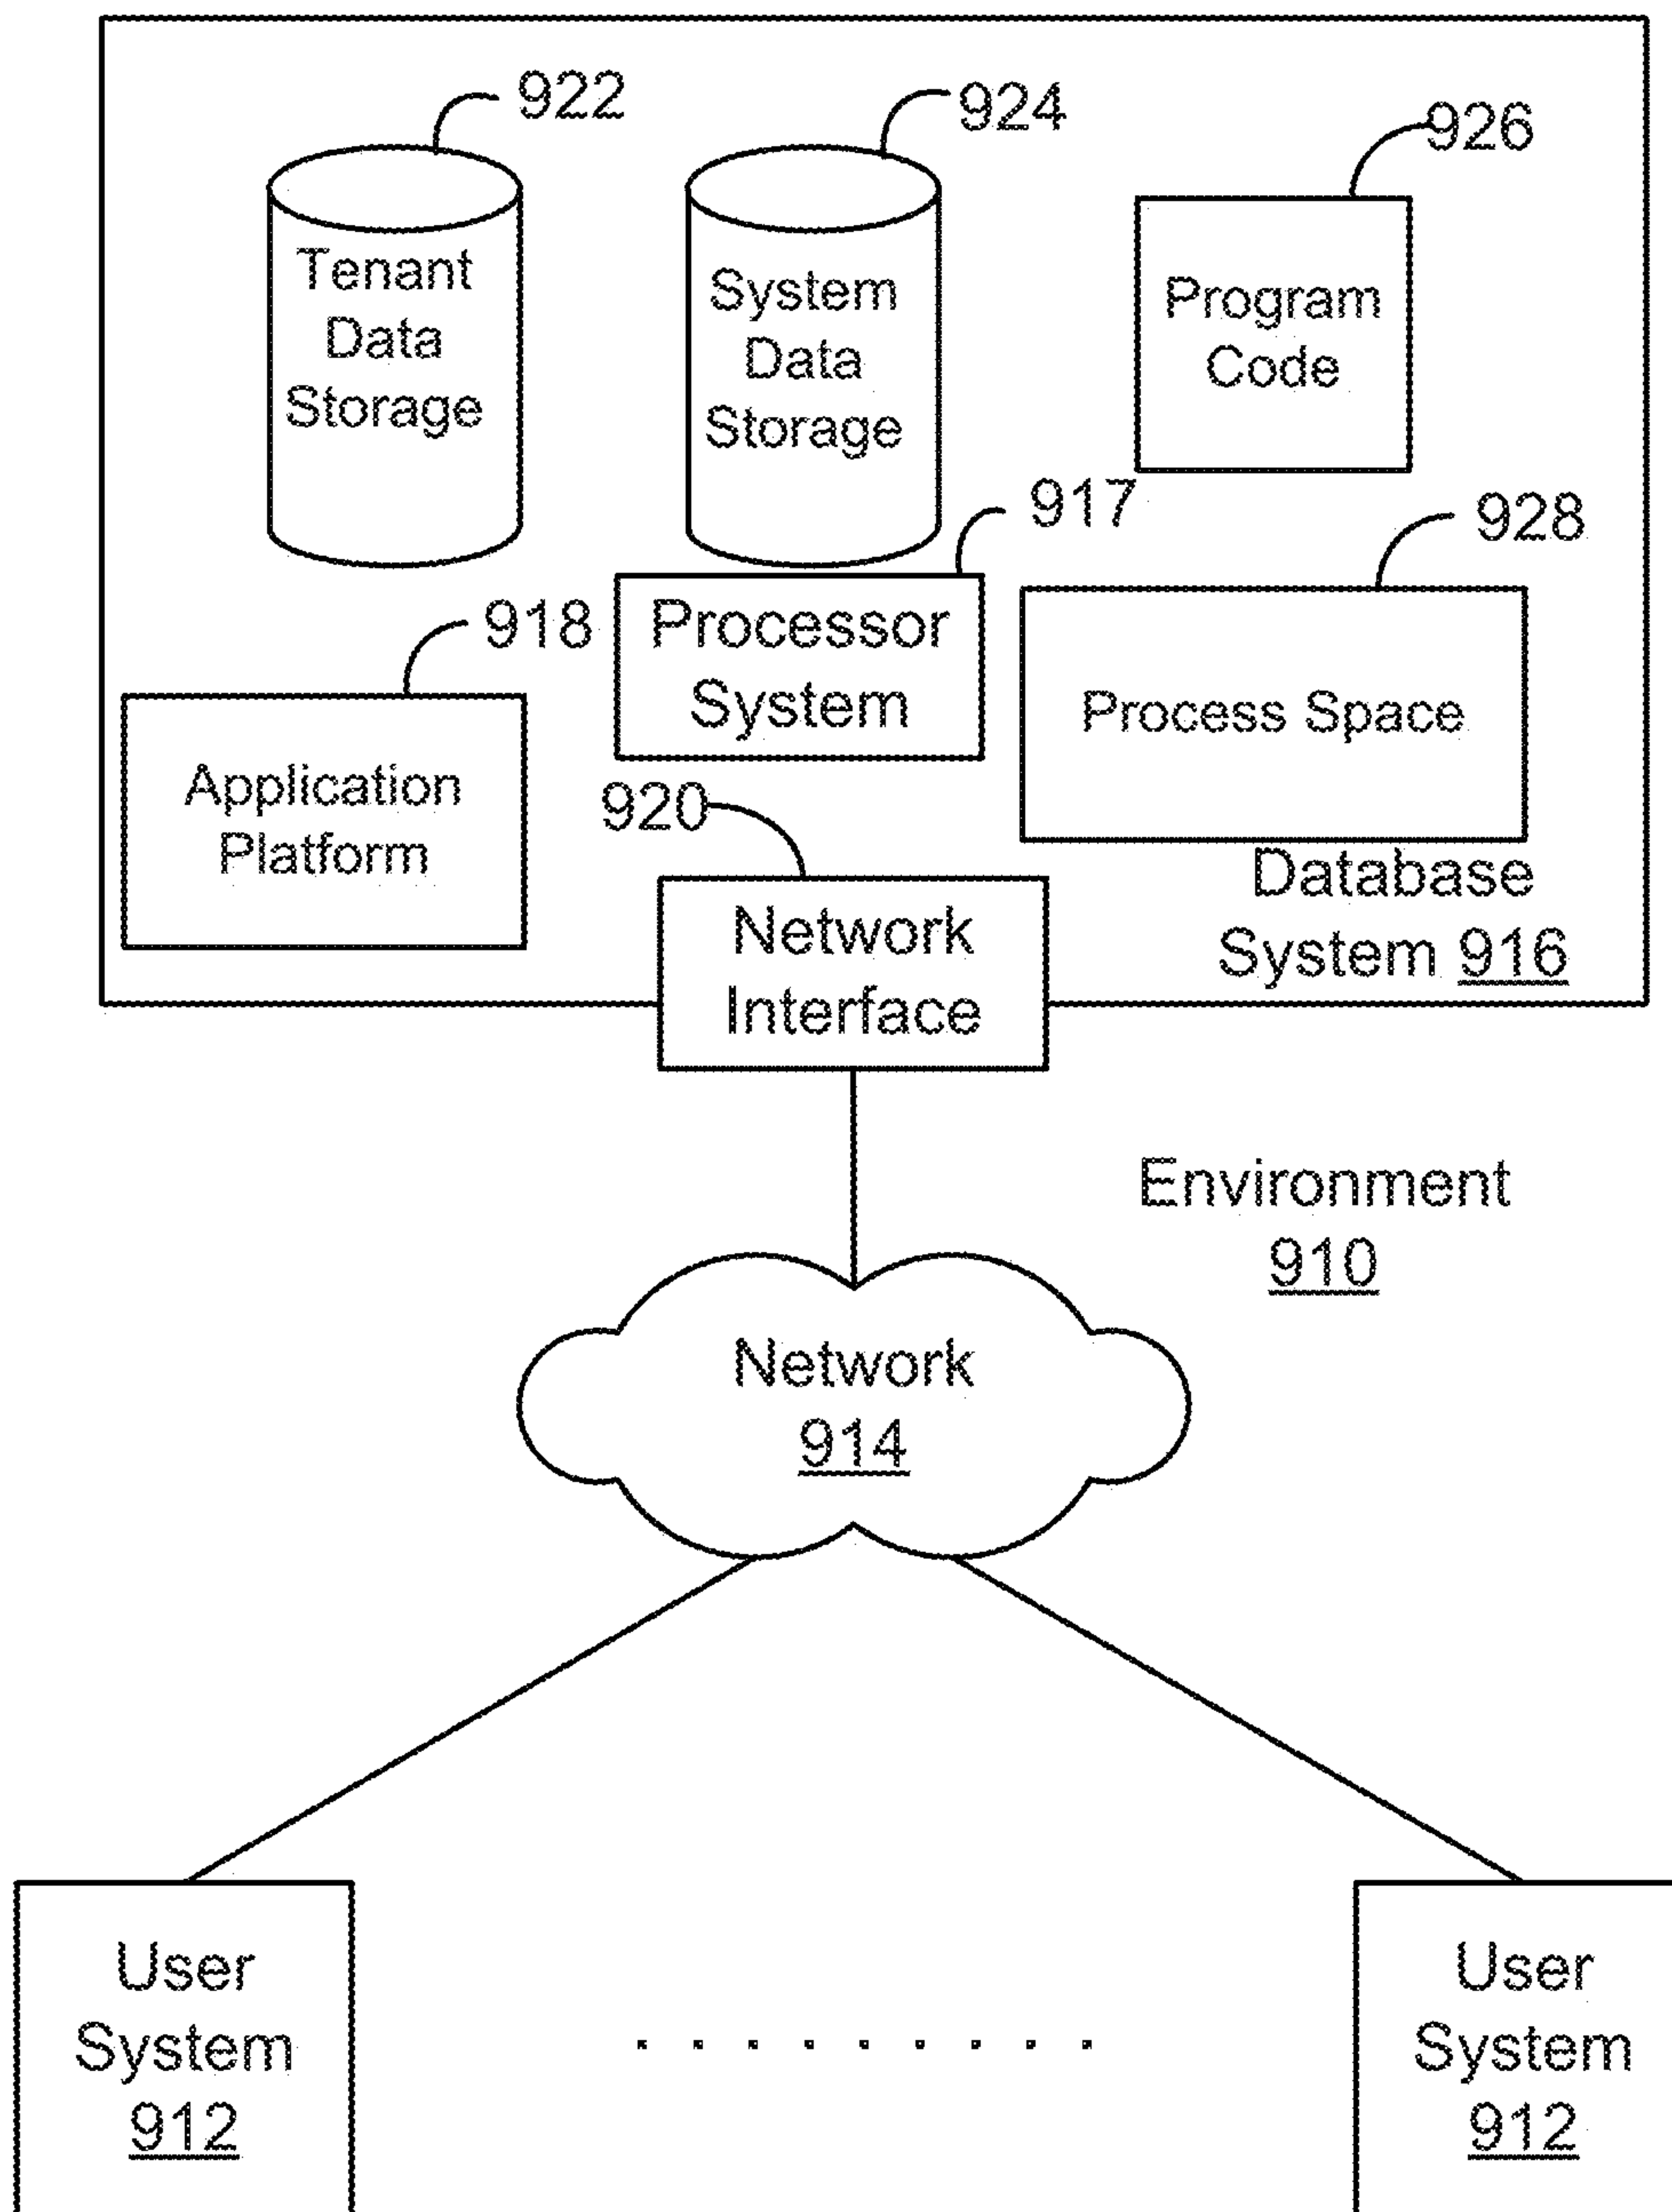 922
924
926
Tenant
Data
Storage
System
Data
Storage
Program
Code
917
928
918
Processor
System
Process Space
Application
Platform
920
Database
System 916
Network
Interface
Environment
910
Network
914
User
System
912
User
System
912